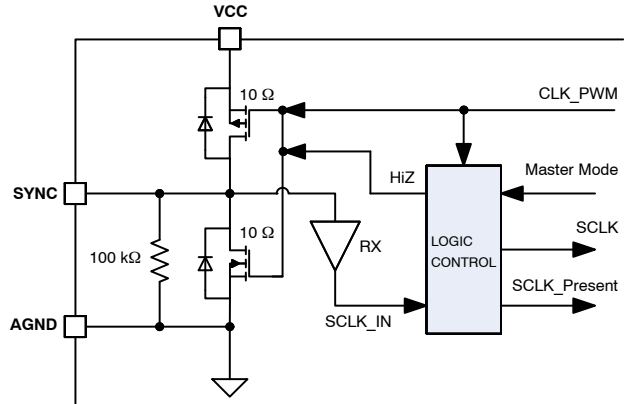 VCC
10 Ω
CLK_PWM
HiZ
Master Mode
SYNC
10 Ω
SCLK
100 kΩ
RX
LOGIC
CONTROL
SCLK_Present
AGND
SCLK_IN